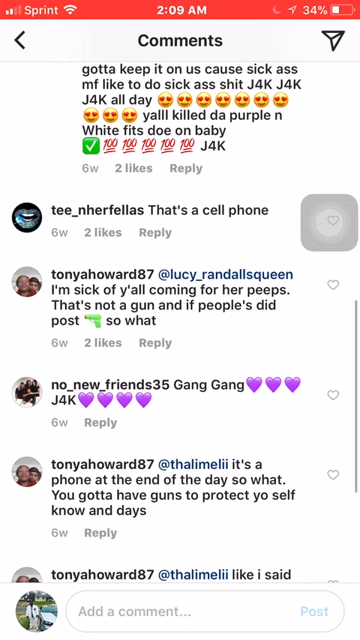 Sprint 2:09 AM 34%
Comments
gotta keep it on us cause sick ass
mf like to do sick ass shit J4K J4K
J4K all day 😍😍😍😍😍😍😍
😍😍😍 yalll killed da purple n
White fits doe on baby
✅💯💯💯💯💯 J4K
6w 2 likes Reply
tee_nherfellas That's a cell phone
6w 2 likes Reply
tonyahoward87 @lucy_randallsqueen
I'm sick of y'all coming for her peeps.
That's not a gun and if people's did
post 🔫 so what
6w 2 likes Reply
no_new_friends35 Gang Gang💜💜💜
J4K💜💜💜💜
6w Reply
tonyahoward87 @thalimelii it's a
phone at the end of the day so what.
You gotta have guns to protect yo self
know and days
6w Reply
tonyahoward87 @thalimelii like i said
Add a comment... Post